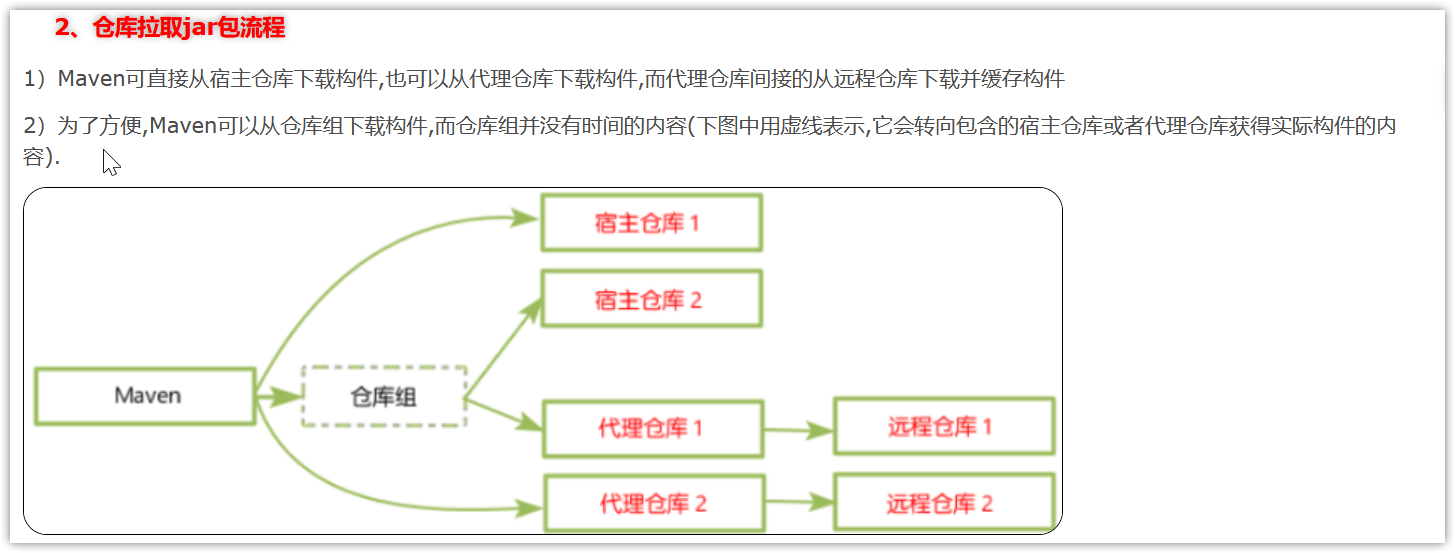 2、仓库拉取jar包流程
1）Maven可直接从宿主仓库下载构件,也可以从代理仓库下载构件,而代理仓库间接的从远程仓库下载并缓存构件
2）为了方便,Maven可以从仓库组下载构件,而仓库组并没有时间的内容(下图中用虚线表示,它会转向包含的宿主仓库或者代理仓库获得实际构件的内
容).
宿主仓库 1
宿主仓库 2
Maven
仓库组
代理仓库 1
远程仓库 1
代理仓库 2
远程仓库 2